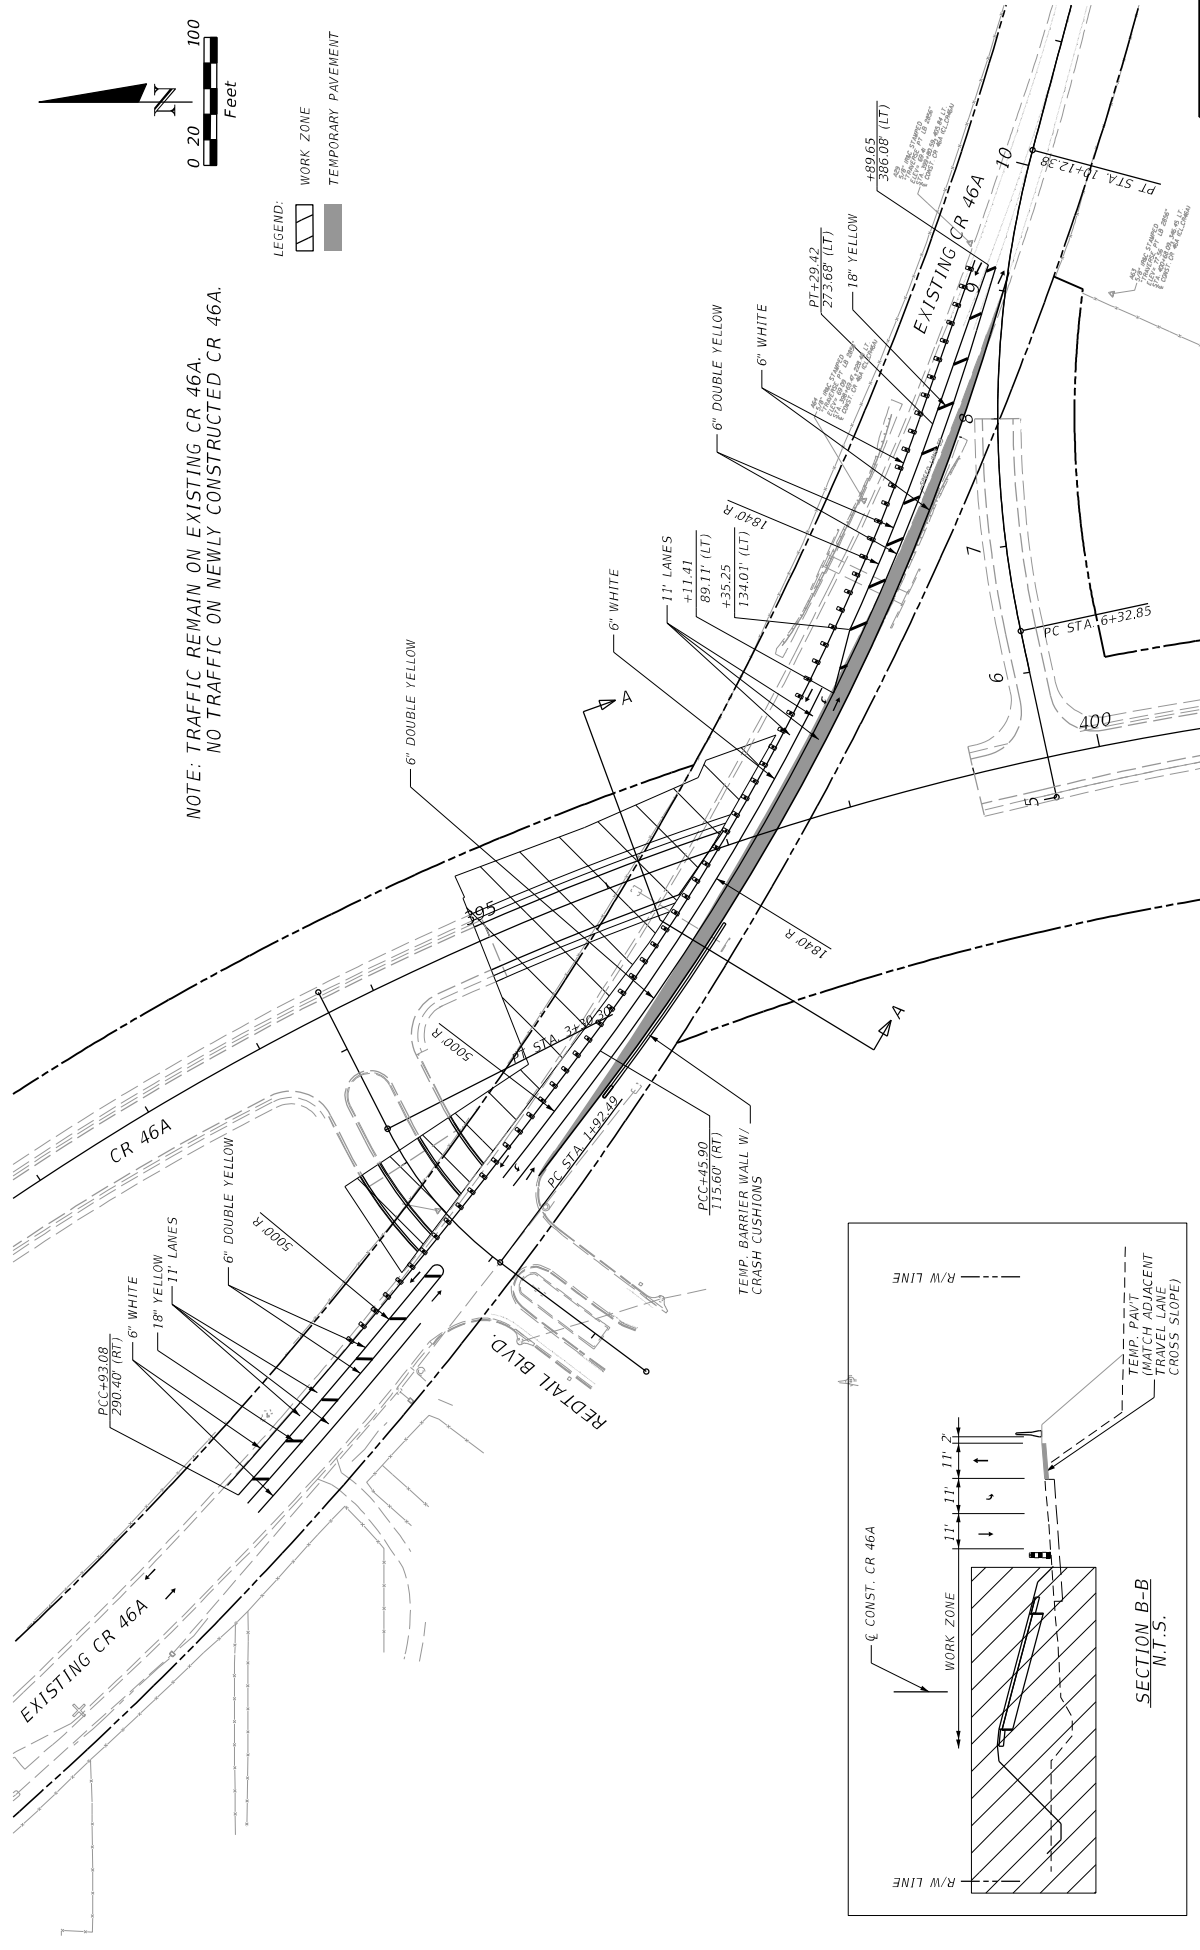 0 20 100
Feet
N
LEGEND:
WORK ZONE
TEMPORARY PAVEMENT
NOTE: TRAFFIC REMAIN ON EXISTING CR 46A.
NO TRAFFIC ON NEWLY CONSTRUCTED CR 46A.
+89.65
386.08' (LT)
PT+29.42
273.68' (LT)
18" YELLOW
6" DOUBLE YELLOW
6" WHITE
EXISTING CR 46A
10
PT STA. 10+12.38
9
8
7
6
5
PC STA. 6+32.85
400
1840' R
11' LANES
+11.41
89.11' (LT)
+35.25
134.01' (LT)
6" WHITE
6" DOUBLE YELLOW
A
A
395
1840' R
5000' R
CR 46A
PC STA. 1+92.49
PCC+45.90
115.60' (RT)
TEMP. BARRIER WALL W/
CRASH CUSHIONS
6" DOUBLE YELLOW
5000' R
11' LANES
18" YELLOW
6" WHITE
PCC+93.08
290.40' (RT)
REDTAIL BLVD.
EXISTING CR 46A
R/W LINE
TEMP. PAV'T
(MATCH ADJACENT
TRAVEL LANE
CROSS SLOPE)
11' 11' 11' 2'
℄ CONST. CR 46A
WORK ZONE
R/W LINE
SECTION B-B
N.T.S.